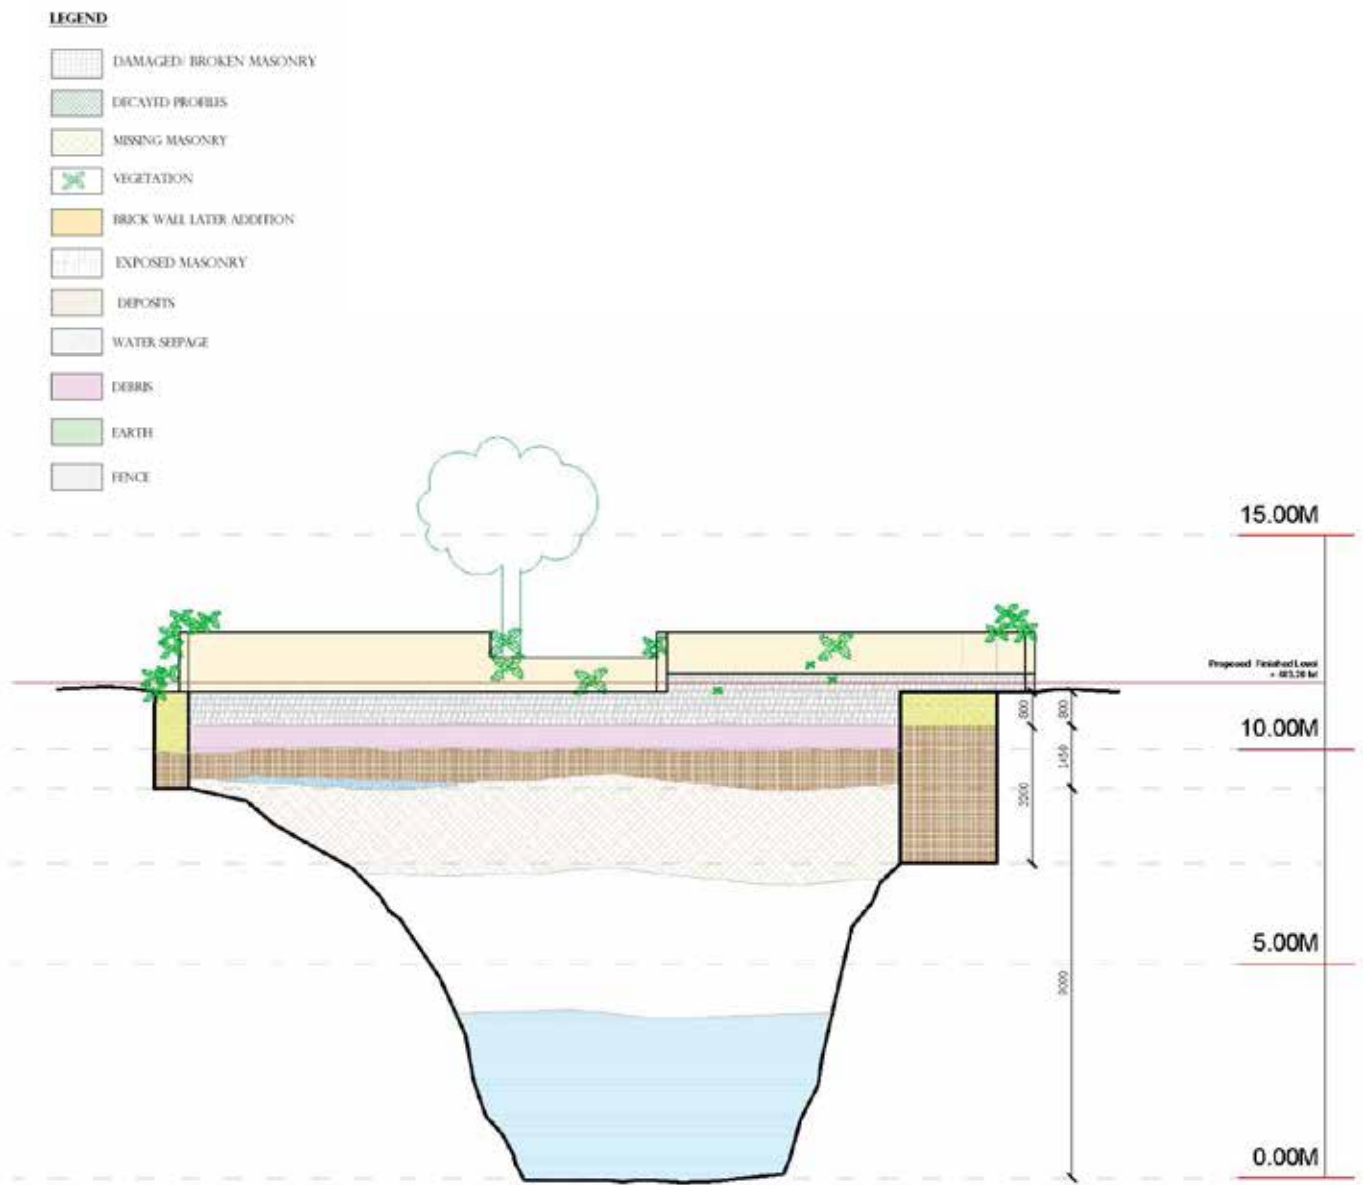 LEGEND
DAMAGED/ BROKEN MASONRY
DECAYED PROFILES
MISSING MASONRY
VEGETATION
BRICK WALL LATER ADDITION
EXPOSED MASONRY
DEPOSITS
WATER SEEPAGE
DEBRIS
EARTH
FENCE
15.00M
Proposed Finished Level
800
800
10.00M
1450
3200
5.00M
9000
0.00M